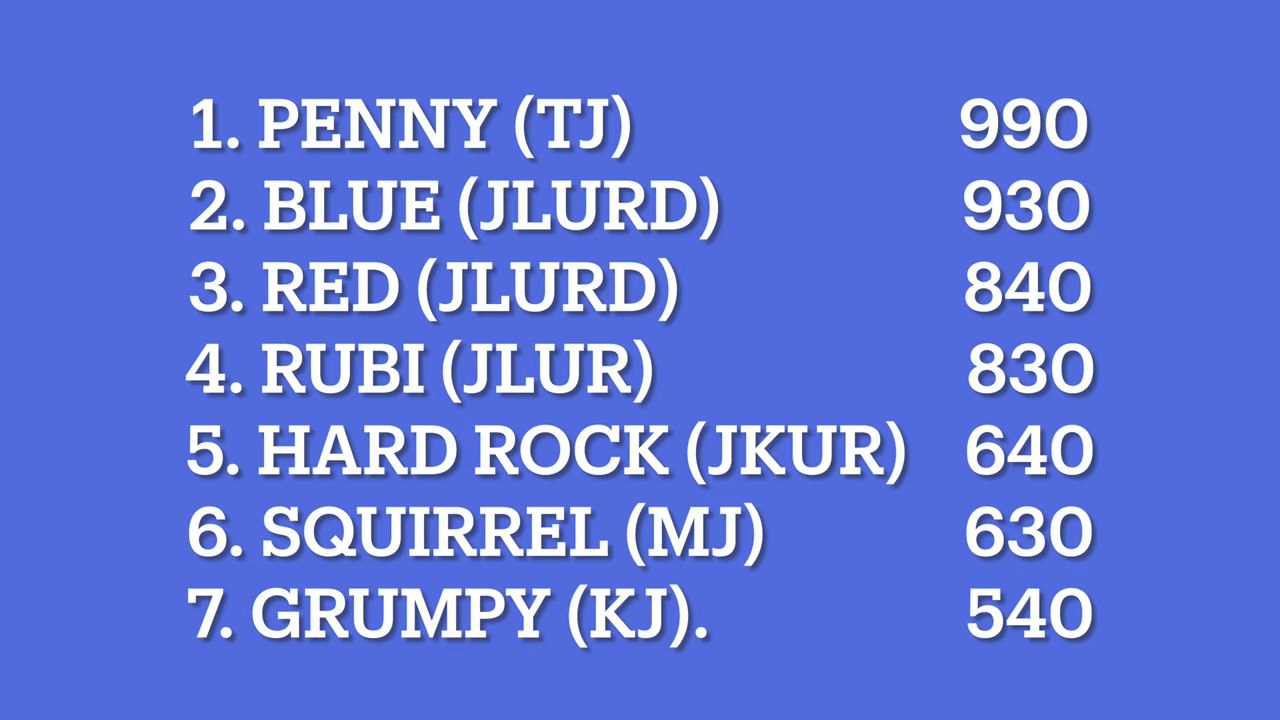 1. PENNY (TJ) 990
2. BLUE (JLURD) 930
3. RED (JLURD) 840
4. RUBI (JLUR) 830
5. HARD ROCK (JKUR) 640
6. SQUIRREL (MJ) 630
7. GRUMPY (KJ). 540